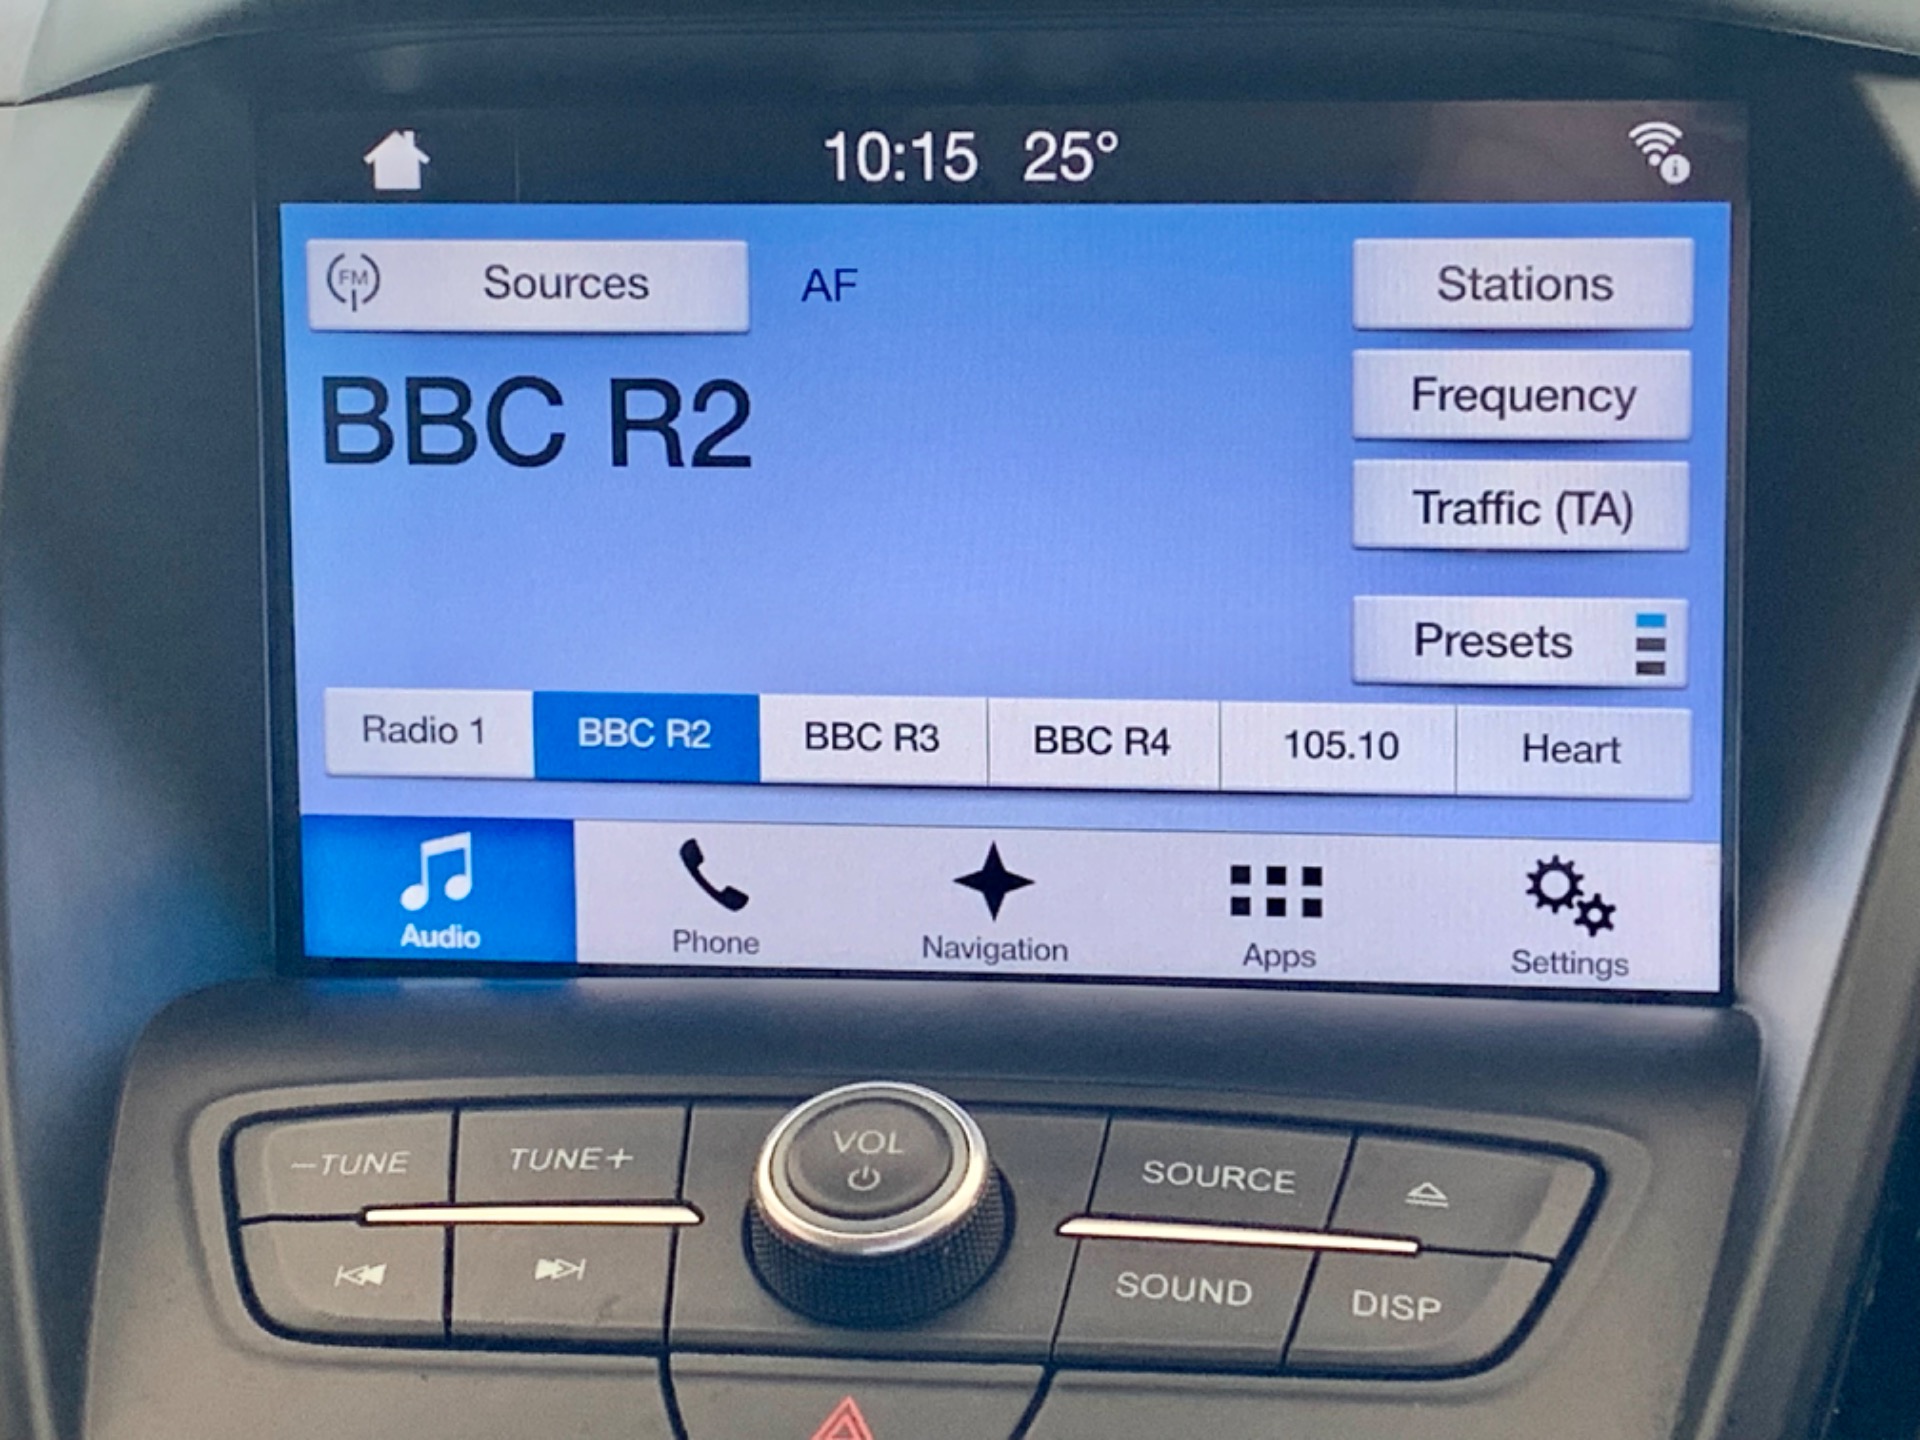 10:15 25°
FM Sources AF Stations
BBC R2
Frequency
Traffic (TA)
Presets
Radio 1 BBC R2 BBC R3 BBC R4 105.10 Heart
Audio Phone Navigation Apps Settings
–TUNE TUNE+ VOL SOURCE
SOUND DISP